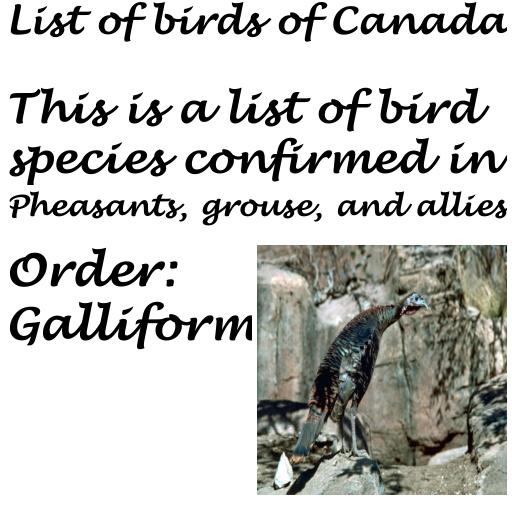 List of birds of Canada
This is a list of bird
species confirmed in
Pheasants, grouse, and allies
Order:
Galliform